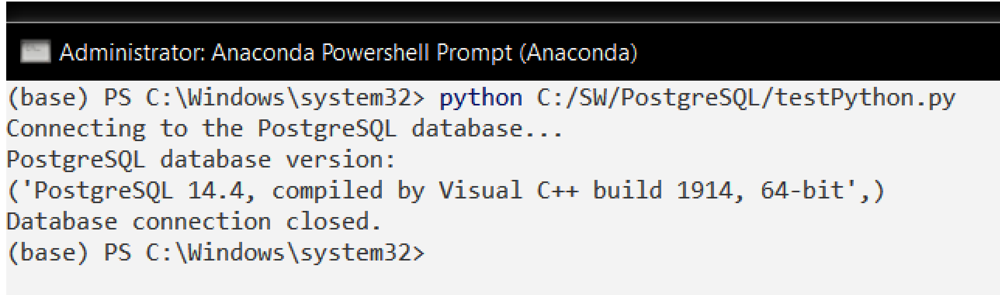 Administrator: Anaconda Powershell Prompt (Anaconda)
(base) PS C:\Windows\system32> python C:/SW/PostgreSQL/testPython.py
Connecting to the PostgreSQL database...
PostgreSQL database version:
('PostgreSQL 14.4, compiled by Visual C++ build 1914, 64-bit',)
Database connection closed.
(base) PS C:\Windows\system32>